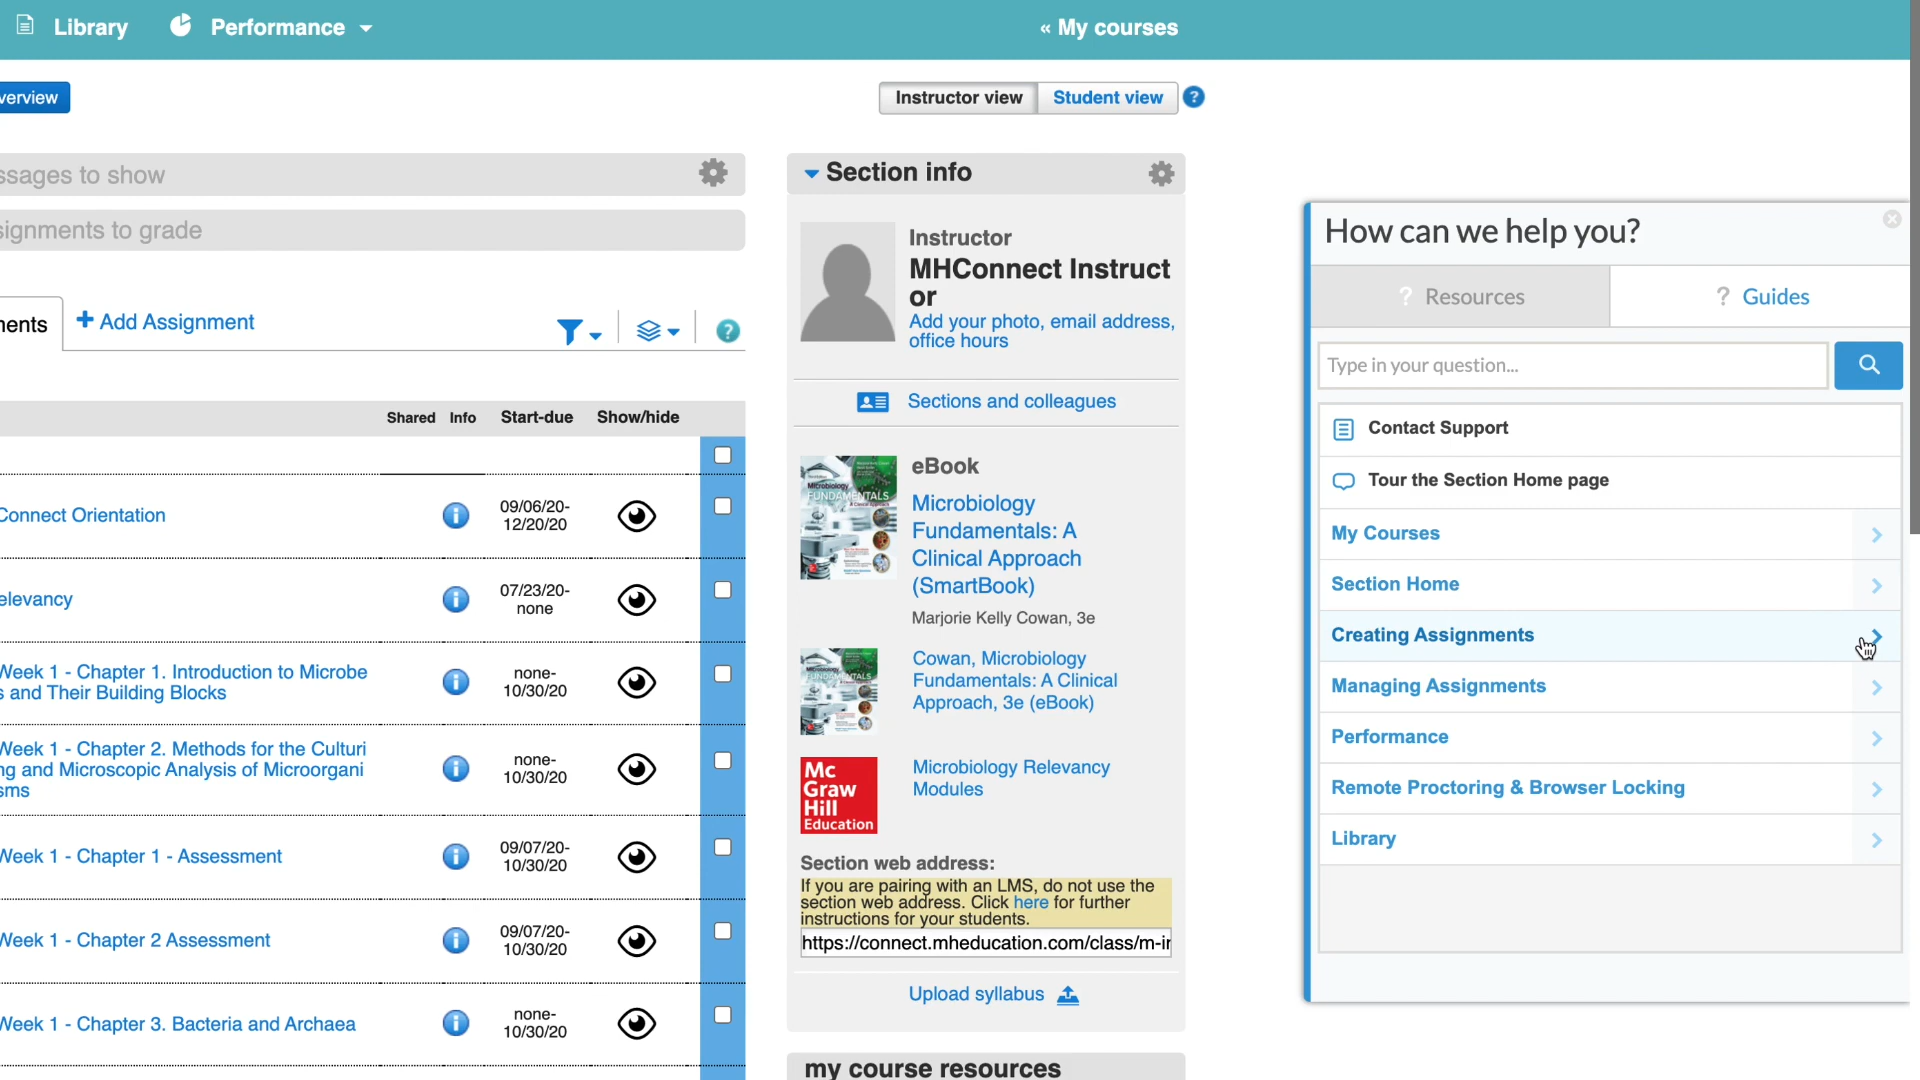 Library
Performance
« My courses
verview
Instructor view
Student view
?
ssages to show
signments to grade
nents
+ Add Assignment
?
Shared
Info
Start-due
Show/hide
Connect Orientation
09/06/20-
12/20/20
elevancy
07/23/20-
none
Week 1 - Chapter 1. Introduction to Microbe
s and Their Building Blocks
none-
10/30/20
Week 1 - Chapter 2. Methods for the Culturi
ng and Microscopic Analysis of Microorgani
sms
none-
10/30/20
Week 1 - Chapter 1 - Assessment
09/07/20-
10/30/20
Week 1 - Chapter 2 Assessment
09/07/20-
10/30/20
Week 1 - Chapter 3. Bacteria and Archaea
none-
10/30/20
Section info
Instructor
MHConnect Instruct
or
Add your photo, email address,
office hours
Sections and colleagues
Microbiology
FUNDAMENTALS
eBook
Microbiology
Fundamentals: A
Clinical Approach
(SmartBook)
Marjorie Kelly Cowan, 3e
Cowan, Microbiology
Fundamentals: A Clinical
Approach, 3e (eBook)
Mc
Graw
Hill
Education
Microbiology Relevancy
Modules
Section web address:
If you are pairing with an LMS, do not use the
section web address. Click here for further
instructions for your students.
https://connect.mheducation.com/class/m-ir
Upload syllabus
my course resources
How can we help you?
? Resources
? Guides
Type in your question...
Contact Support
Tour the Section Home page
My Courses
Section Home
Creating Assignments
Managing Assignments
Performance
Remote Proctoring & Browser Locking
Library